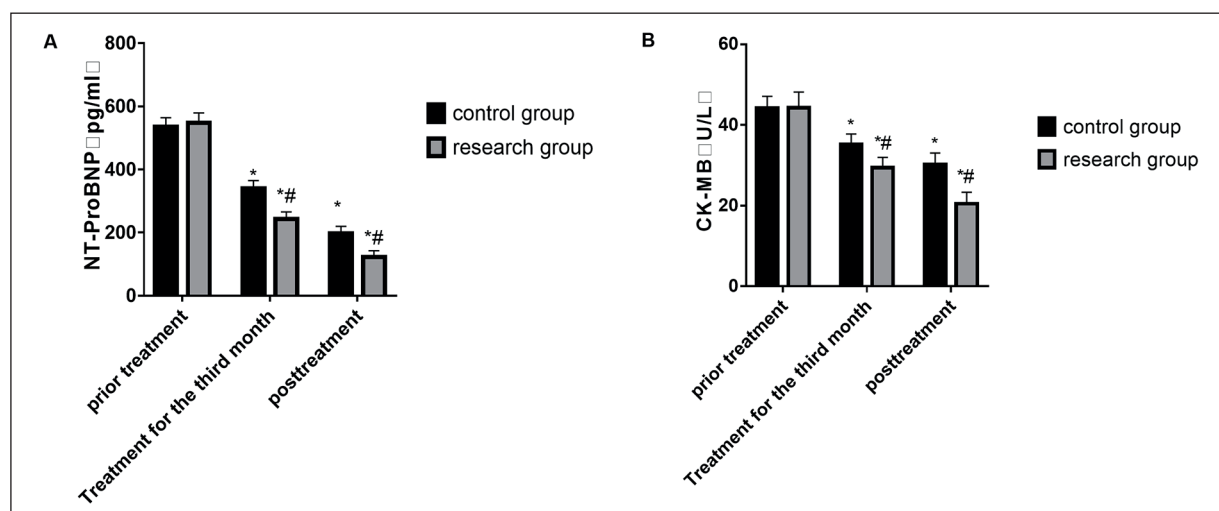 A
NT-ProBNP□pg/ml□
800
600
400
200
0
*
*#
*
*#
control group
research group
prior treatment
Treatment for the third month
posttreatment
B
CK-MB□U/L□
60
40
20
0
*
*#
*
*#
control group
research group
prior treatment
Treatment for the third month
posttreatment